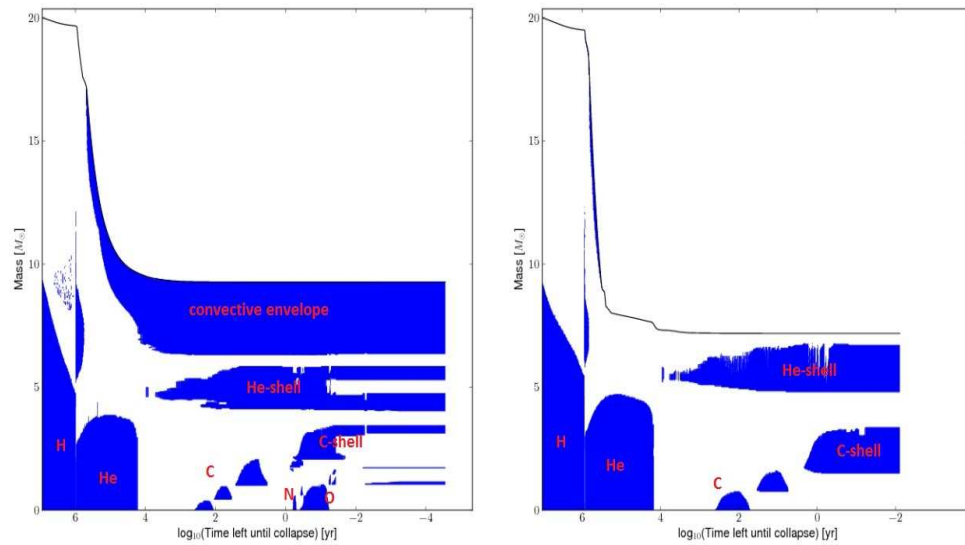 20
15
10
5
0
Mass [M⊙]
6
4
2
0
−2
−4
log₁₀(Time left until collapse) [yr]
H
He
C
N
O
C-shell
He-shell
convective envelope
20
15
10
5
0
Mass [M⊙]
6
4
2
0
−2
log₁₀(Time left until collapse) [yr]
H
He
C
C-shell
He-shell